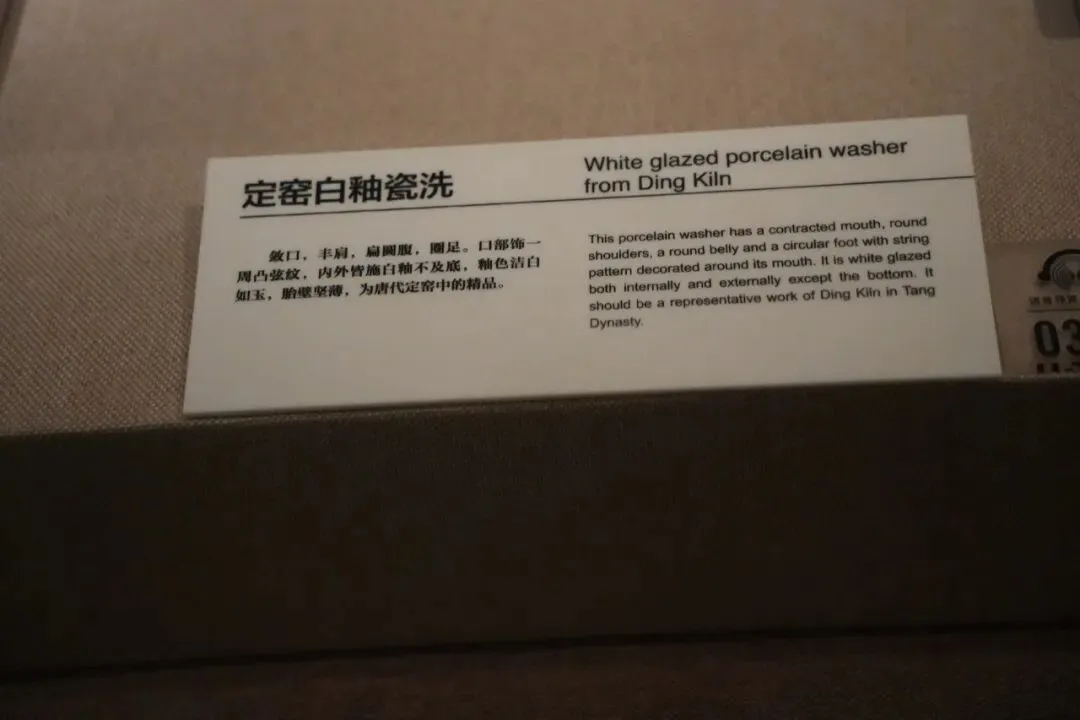 定窑白釉瓷洗
敛口，丰肩，扁圆腹，圈足。口部饰一
周凸弦纹，内外皆施白釉不及底，釉色洁白
如玉，胎壁坚薄，为唐代定窑中的精品。
White glazed porcelain washer
from Ding Kiln
This porcelain washer has a contracted mouth, round
shoulders, a round belly and a circular foot with string
pattern decorated around its mouth. It is white glazed
both internally and externally except the bottom. It
should be a representative work of Ding Kiln in Tang
Dynasty.
03